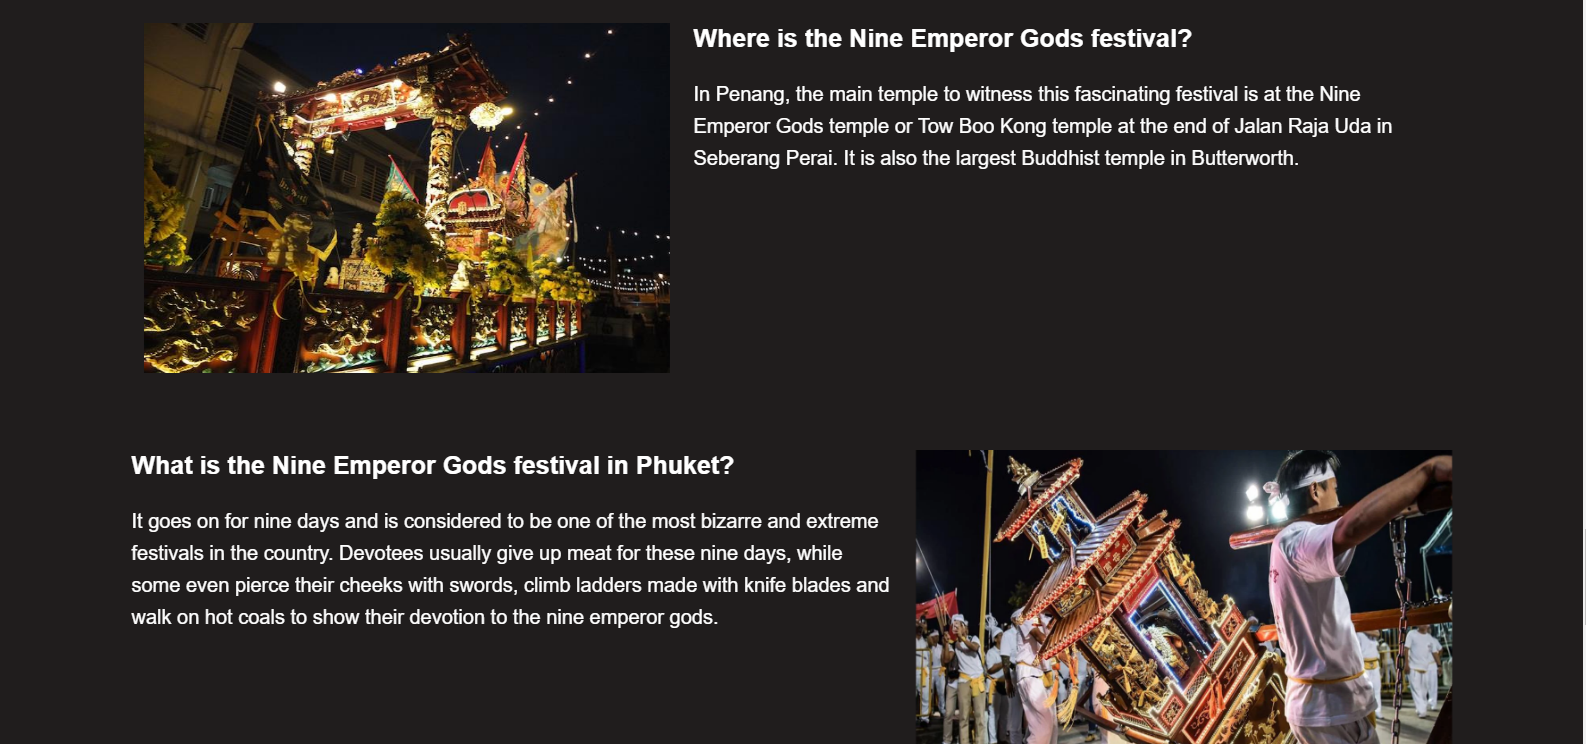 Where is the Nine Emperor Gods festival?
In Penang, the main temple to witness this fascinating festival is at the Nine
Emperor Gods temple or Tow Boo Kong temple at the end of Jalan Raja Uda in
Seberang Perai. It is also the largest Buddhist temple in Butterworth.
What is the Nine Emperor Gods festival in Phuket?
It goes on for nine days and is considered to be one of the most bizarre and extreme
festivals in the country. Devotees usually give up meat for these nine days, while
some even pierce their cheeks with swords, climb ladders made with knife blades and
walk on hot coals to show their devotion to the nine emperor gods.